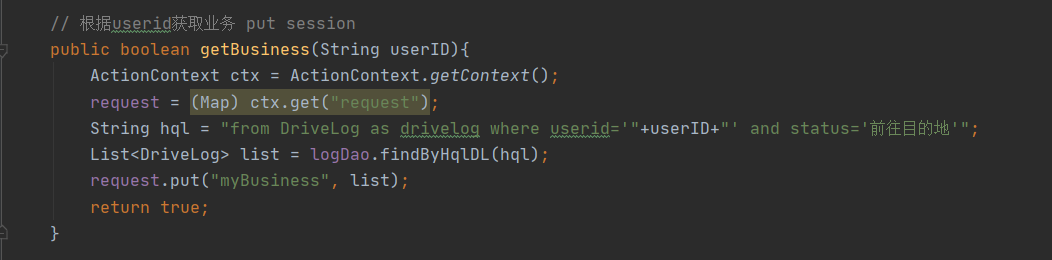 // 根据userid获取业务 put session
public boolean getBusiness(String userID){
ActionContext ctx = ActionContext.getContext();
request = (Map) ctx.get("request");
String hql = "from DriveLog as drivelog where userid='"+userID+"' and status='前往目的地'";
List<DriveLog> list = logDao.findByHqlDL(hql);
request.put("myBusiness", list);
return true;
}